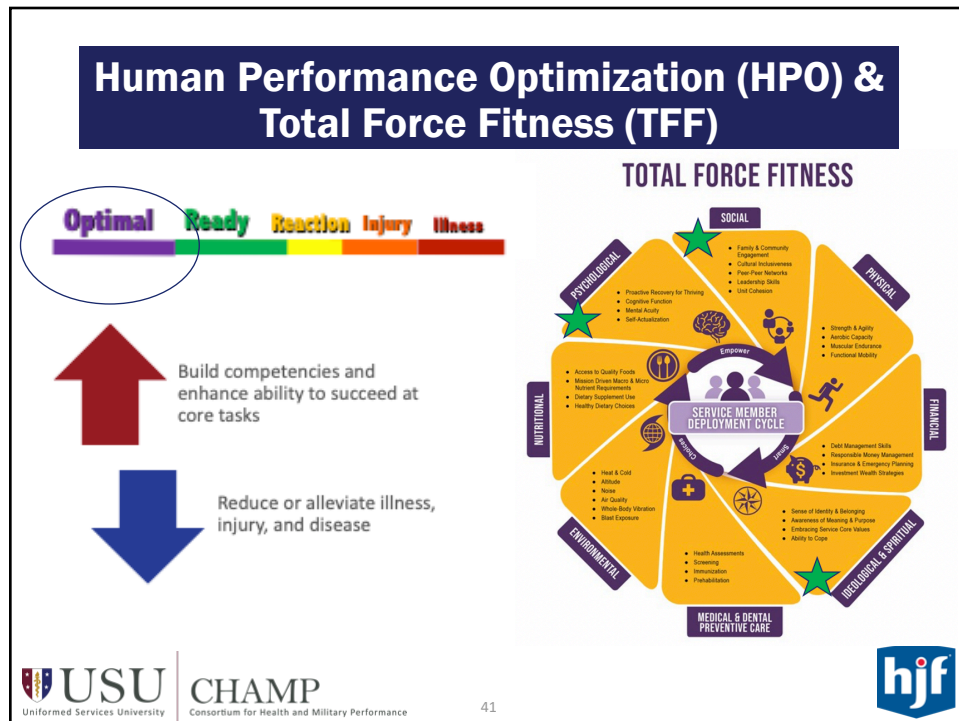 Human Performance Optimization (HPO) &
Total Force Fitness (TFF)
Optimal Ready Reaction Injury Illness
Build competencies and
enhance ability to succeed at
core tasks
Reduce or alleviate illness,
injury, and disease
TOTAL FORCE FITNESS
SOCIAL
• Family & Community
Engagement
• Cultural Inclusiveness
• Peer-Peer Networks
• Leadership Skills
• Unit Cohesion
PHYSICAL
• Strength & Agility
• Aerobic Capacity
• Muscular Endurance
• Functional Mobility
FINANCIAL
• Debt Management Skills
• Responsible Money Management
• Insurance & Emergency Planning
• Investment Wealth Strategies
IDEOLOGICAL & SPIRITUAL
• Sense of Identity & Belonging
• Awareness of Meaning & Purpose
• Embracing Service Core Values
• Ability to Cope
MEDICAL & DENTAL
PREVENTIVE CARE
• Health Assessments
• Screening
• Immunization
• Prehabilitation
ENVIRONMENTAL
• Heat & Cold
• Altitude
• Noise
• Air Quality
• Whole-Body Vibration
• Blast Exposure
NUTRITIONAL
• Access to Quality Foods
• Mission Driven Macro & Micro
Nutrient Requirements
• Dietary Supplement Use
• Healthy Dietary Choices
PSYCHOLOGICAL
• Proactive Recovery for Thriving
• Cognitive Function
• Mental Acuity
• Self-Actualization
Empower
Smart
Choices
SERVICE MEMBER
DEPLOYMENT CYCLE
$
USU
Uniformed Services University
CHAMP
Consortium for Health and Military Performance
41
hjf